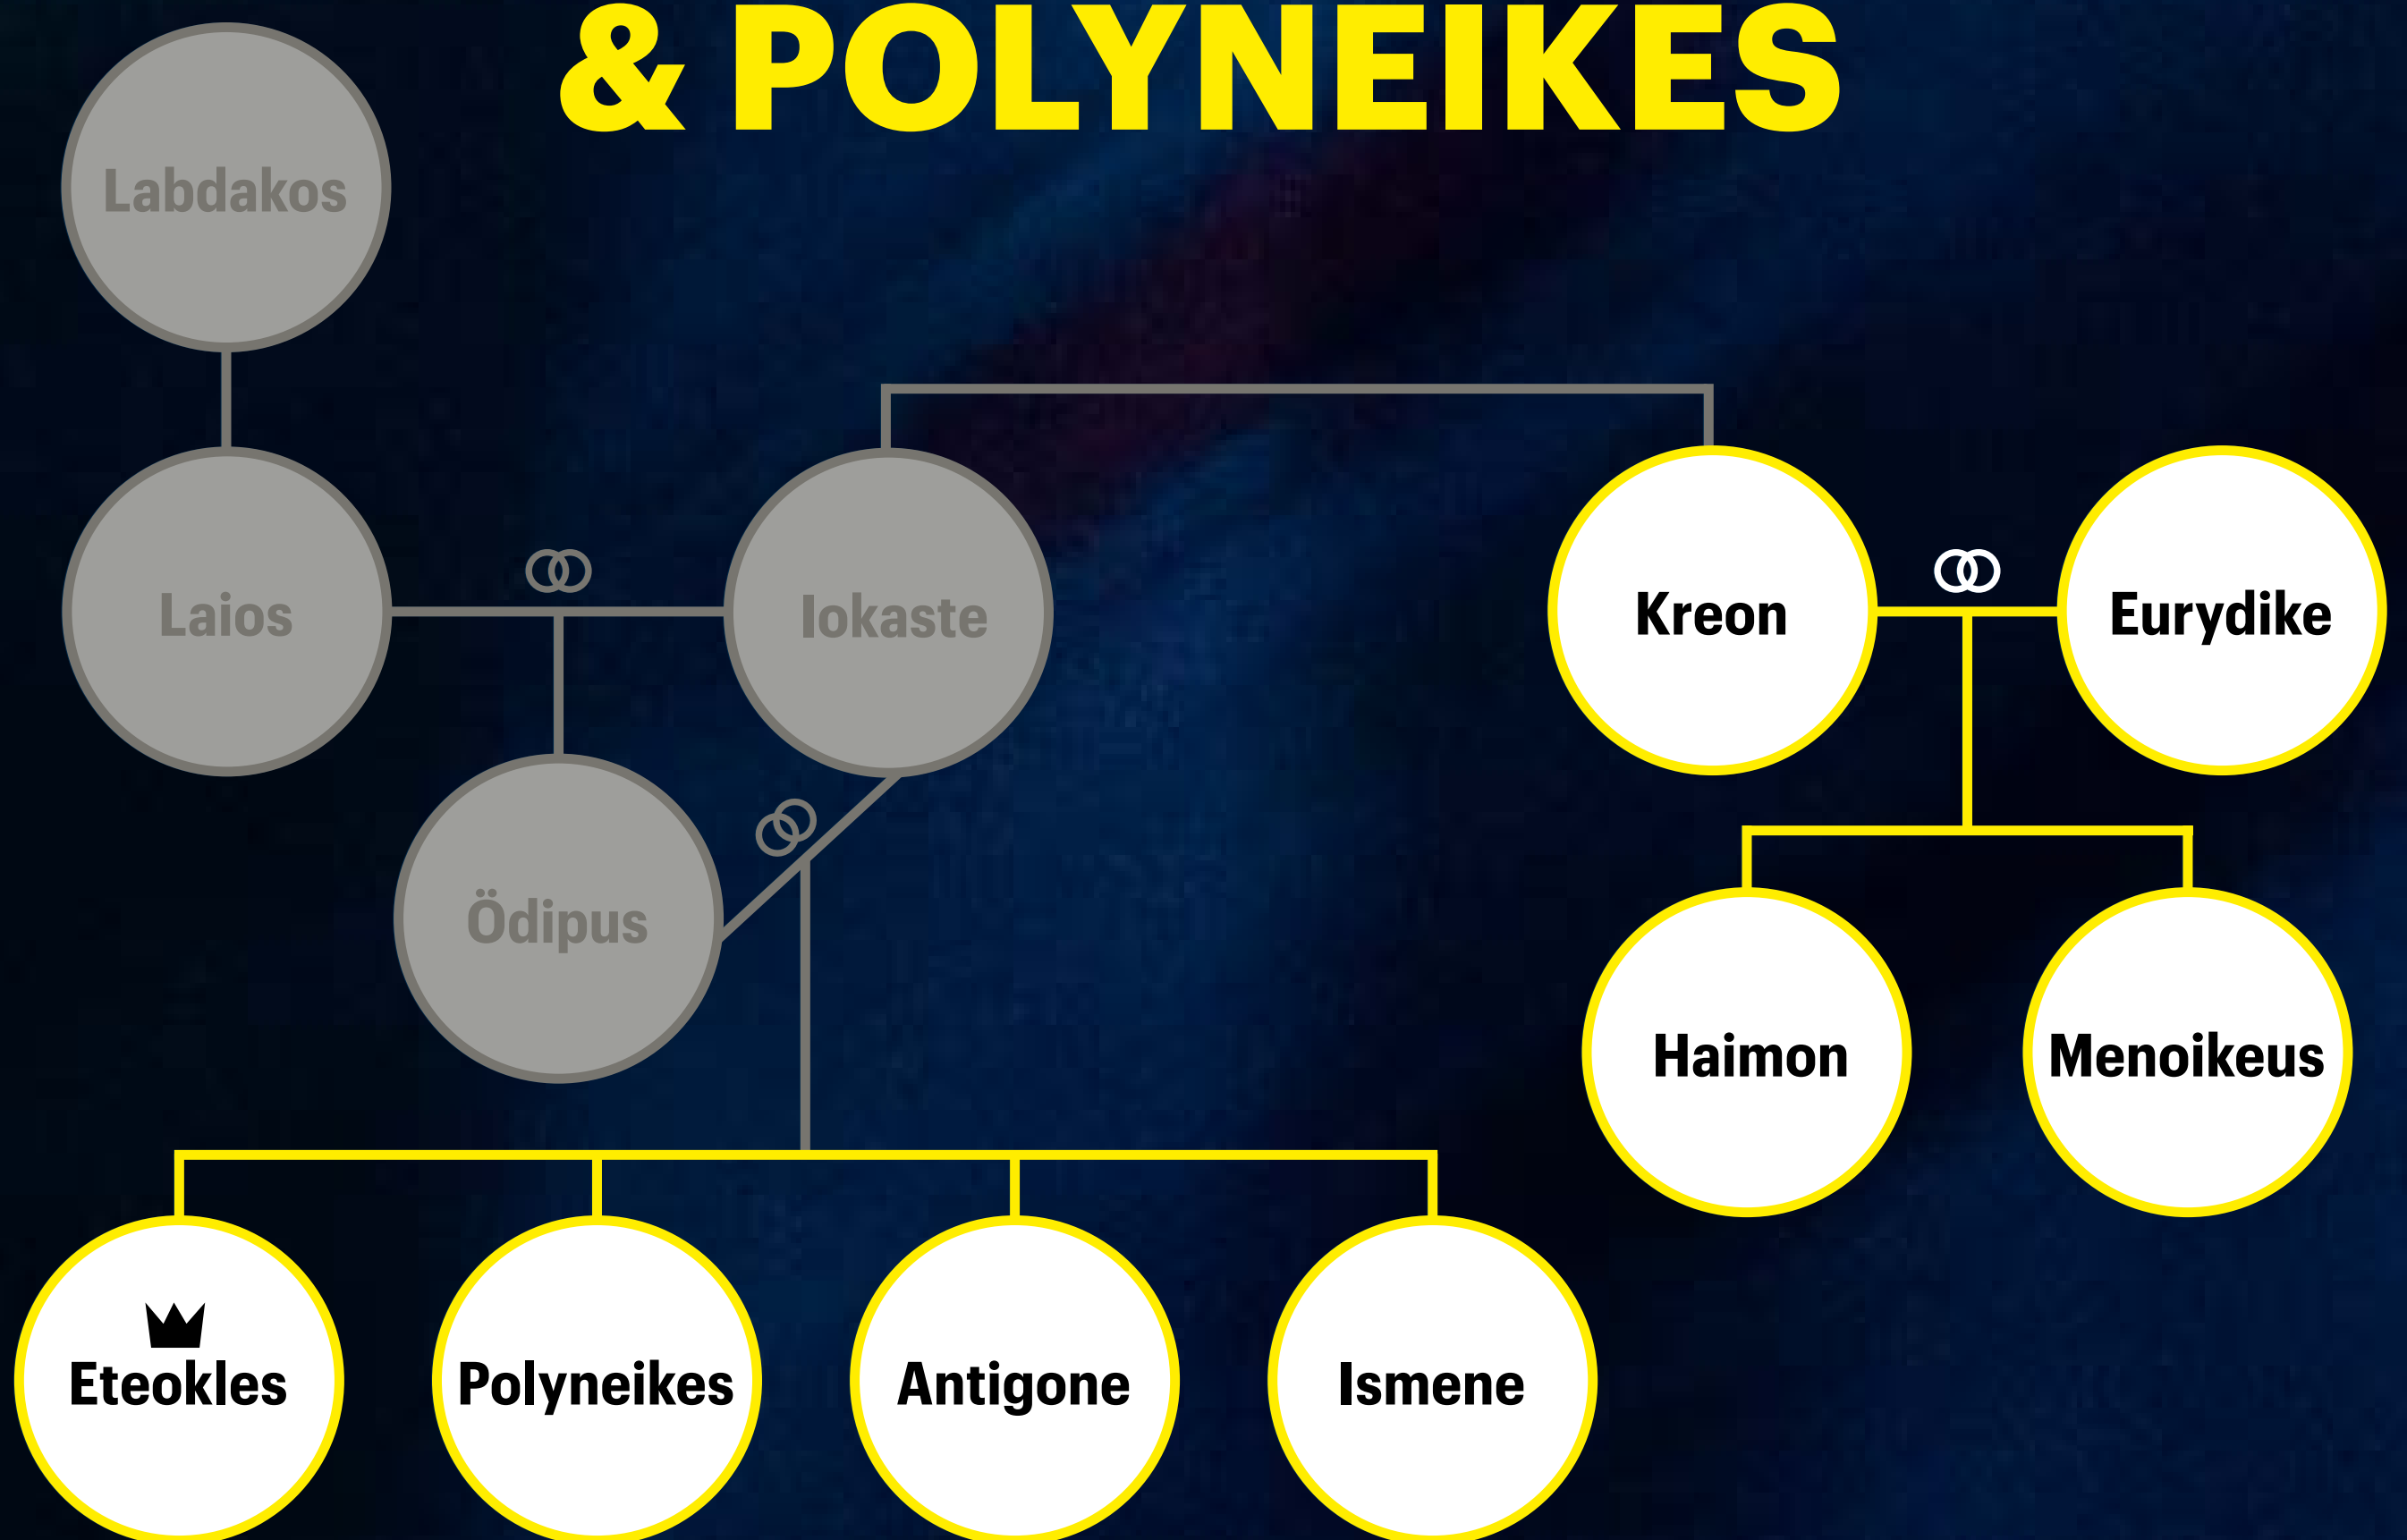 & POLYNEIKES
Labdakos
Laios
Iokaste
Kreon
Eurydike
Ödipus
Haimon
Menoikeus
Eteokles
Polyneikes
Antigone
Ismene